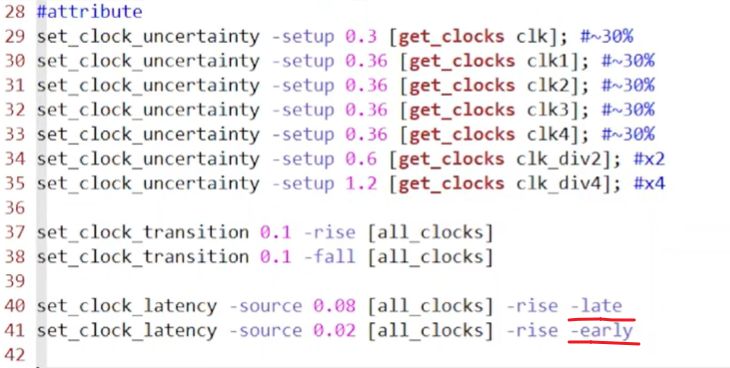 28 #attribute
29 set_clock_uncertainty -setup 0.3 [get_clocks clk]; #~30%
30 set_clock_uncertainty -setup 0.36 [get_clocks clk1]; #~30%
31 set_clock_uncertainty -setup 0.36 [get_clocks clk2]; #~30%
32 set_clock_uncertainty -setup 0.36 [get_clocks clk3]; #~30%
33 set_clock_uncertainty -setup 0.36 [get_clocks clk4]; #~30%
34 set_clock_uncertainty -setup 0.6 [get_clocks clk_div2]; #x2
35 set_clock_uncertainty -setup 1.2 [get_clocks clk_div4]; #x4
36
37 set_clock_transition 0.1 -rise [all_clocks]
38 set_clock_transition 0.1 -fall [all_clocks]
39
40 set_clock_latency -source 0.08 [all_clocks] -rise -late
41 set_clock_latency -source 0.02 [all_clocks] -rise -early
42